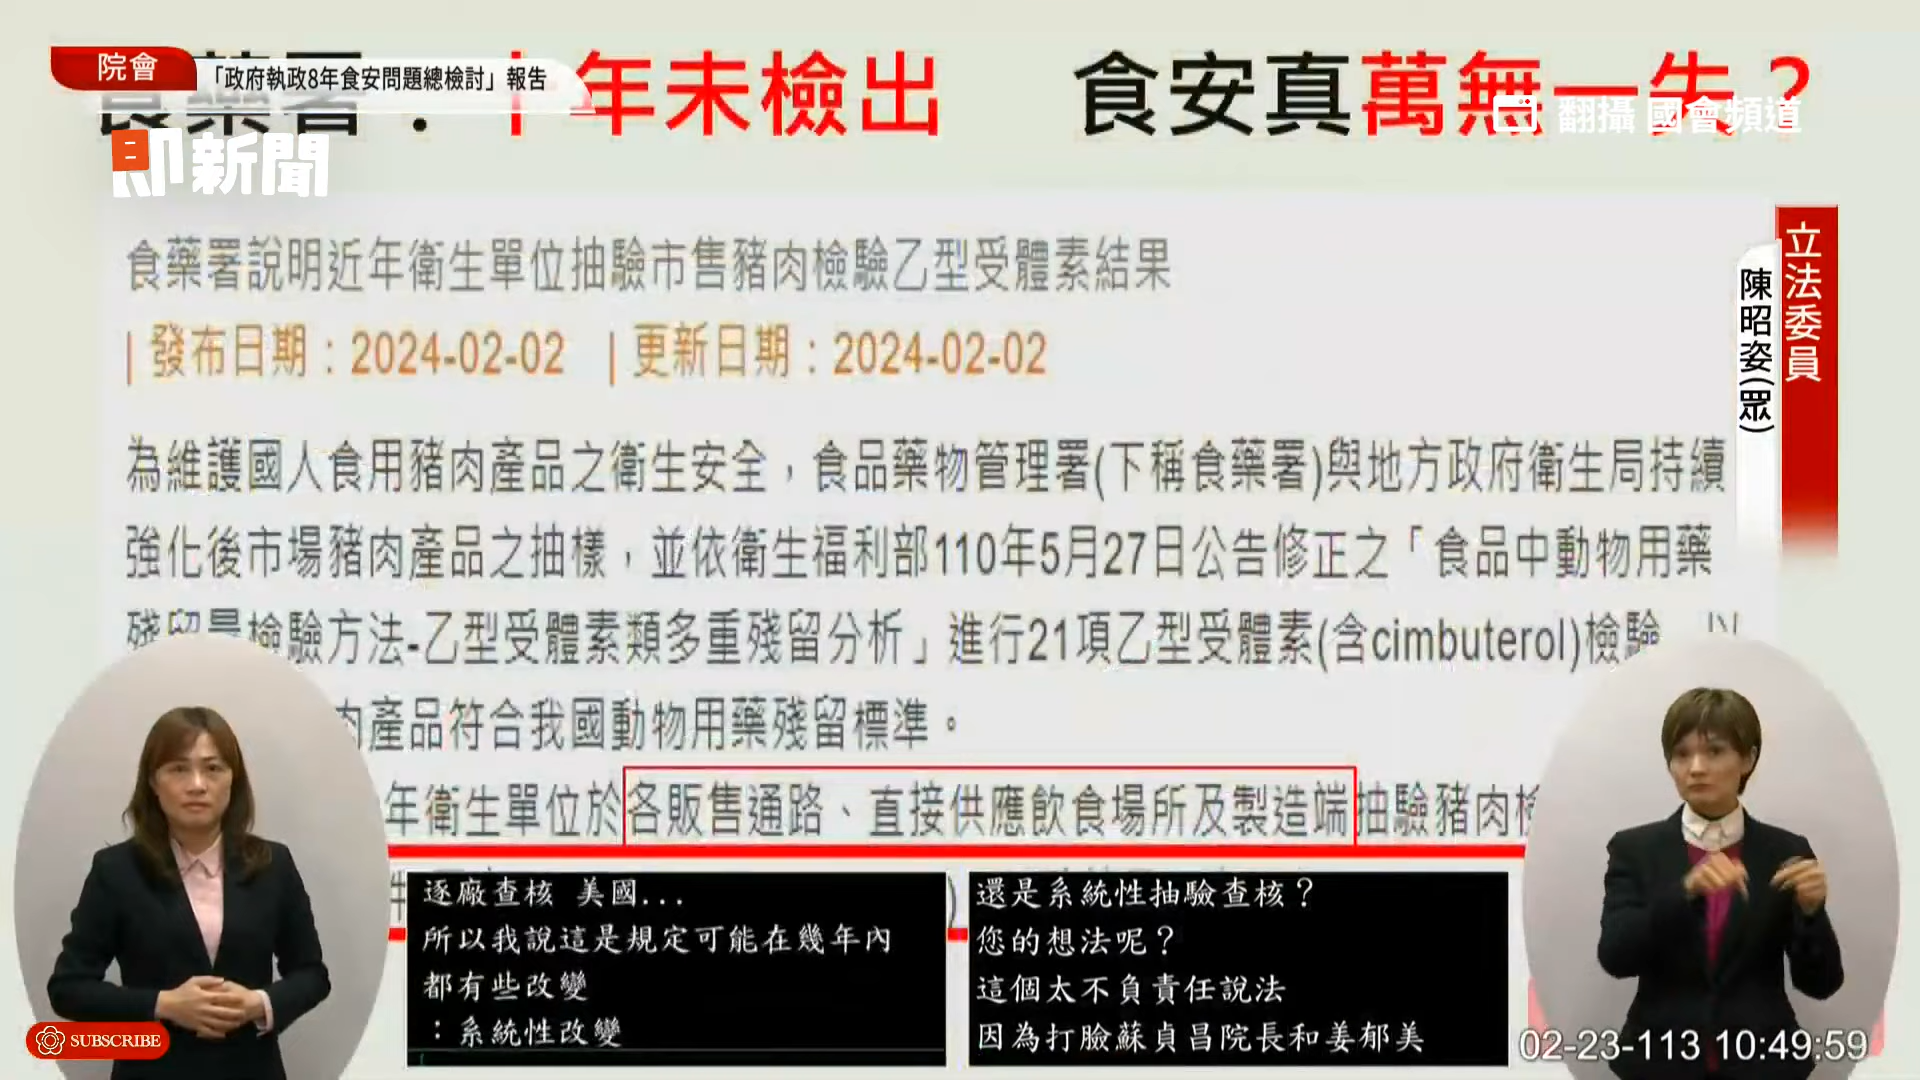 院會
「政府執政8年食安問題總檢討」報告
年未檢出 食安真萬無一失？
翻攝 國會頻道
即新聞
立法委員
陳昭姿(眾)
食藥署說明近年衛生單位抽驗市售豬肉檢驗乙型受體素結果
| 發布日期：2024-02-02 | 更新日期：2024-02-02
為維護國人食用豬肉產品之衛生安全，食品藥物管理署(下稱食藥署)與地方政府衛生局持續
強化後市場豬肉產品之抽樣，並依衛生福利部110年5月27日公告修正之「食品中動物用藥
殘留量檢驗方法-乙型受體素類多重殘留分析」進行21項乙型受體素(含cimbuterol)檢驗
肉產品符合我國動物用藥殘留標準。
年衛生單位於各販售通路、直接供應飲食場所及製造端抽驗豬肉
逐廠查核 美國...
所以我說這是規定可能在幾年內
都有些改變
：系統性改變
還是系統性抽驗查核？
您的想法呢？
這個太不負責任說法
因為打臉蘇貞昌院長和姜郁美
SUBSCRIBE
02-23-113 10:49:59